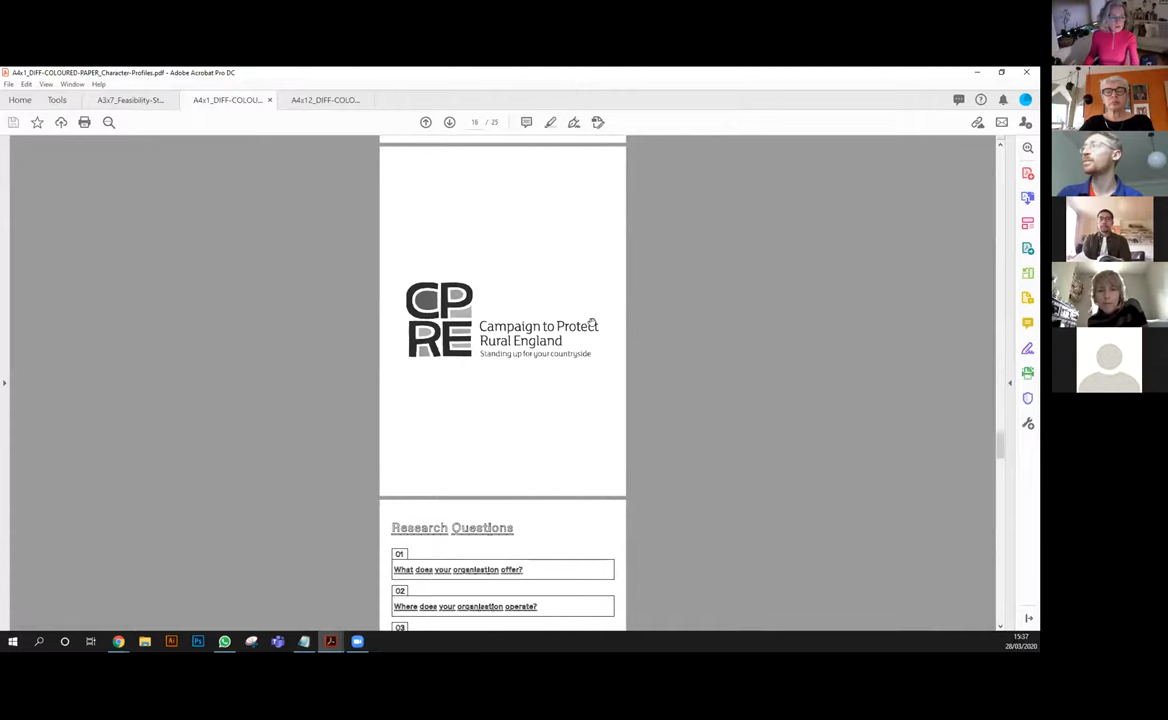 A4x1_DIFF-COLOURED-PAPER_Character-Profiles.pdf - Adobe Acrobat Pro DC
File Edit View Window Help
Home Tools A3x7_Feasibility-St... A4x1_DIFF-COLOU... × A4x12_DIFF-COLO...
16 / 25
CP
RE
Campaign to Protect
Rural England
Standing up for your countryside
Research Questions
01
What does your organisation offer?
02
Where does your organisation operate?
03
Ai Ps
15:37
28/03/2020